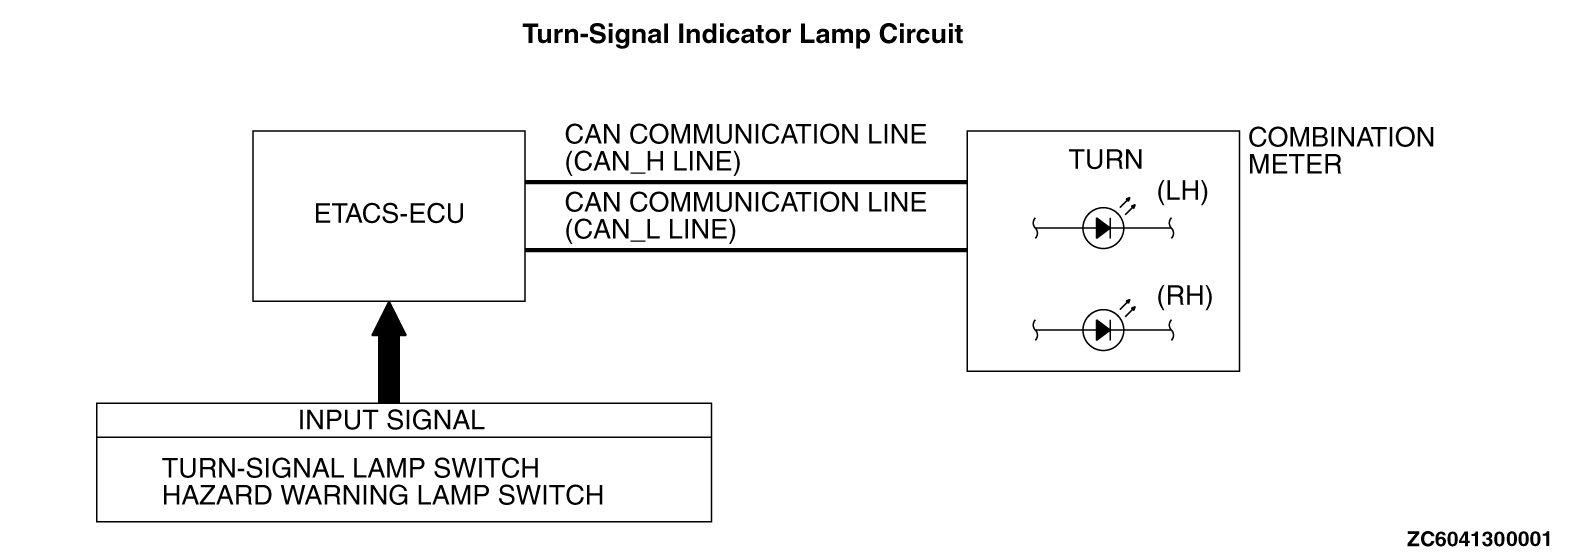 Turn-Signal Indicator Lamp Circuit
CAN COMMUNICATION LINE
(CAN_H LINE)
CAN COMMUNICATION LINE
(CAN_L LINE)
ETACS-ECU
TURN
(LH)
(RH)
COMBINATION
METER
INPUT SIGNAL
TURN-SIGNAL LAMP SWITCH
HAZARD WARNING LAMP SWITCH
ZC6041300001